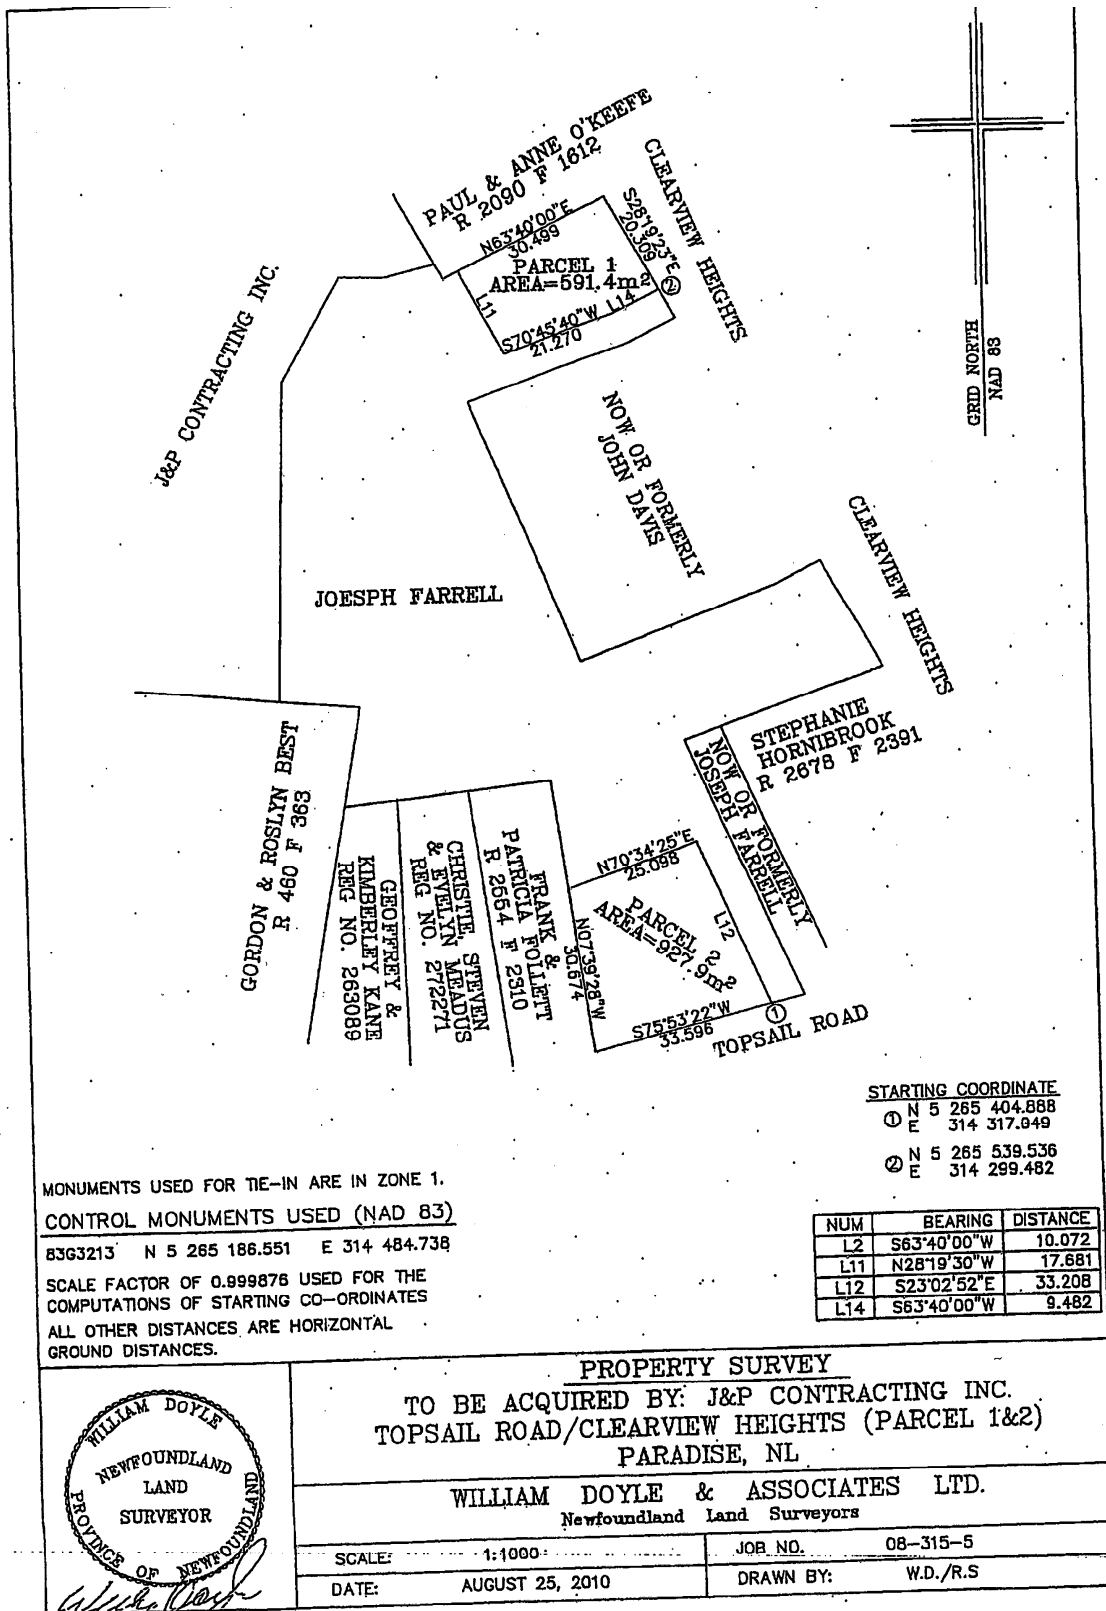 PAUL & ANNE O'KEEFE
R 2090 F 1612
CLEARVIEW HEIGHTS
N63°40'00"E
30.499
S28°19'23"E
20.309
PARCEL 1
AREA=591.4m²
②
L11
L14
S70°45'40"W
21.270
J&P CONTRACTING INC.
GRID NORTH
NAD 83
NOW OR FORMERLY
JOHN DAVIS
CLEARVIEW HEIGHTS
JOESPH FARRELL
STEPHANIE
HORNIBROOK
R 2678 F 2391
NOW OR FORMERLY
JOSEPH FARRELL
GORDON & ROSLYN BEST
R 460 F 363
GEOFFREY &
KIMBERLEY KANE
REG NO. 263089
CHRISTIE, STEVEN
& EVELYN MEADUS
REG NO. 272271
FRANK &
PATRICIA FOLLETT
R 2554 F 2310
N70°34'25"E
25.098
L12
PARCEL 2
AREA=927.9m²
N07°39'28"W
30.674
S75°53'22"W
33.596
①
TOPSAIL ROAD
STARTING COORDINATE
① N 5 265 404.888
E 314 317.949
② N 5 265 539.536
E 314 299.482
MONUMENTS USED FOR TIE-IN ARE IN ZONE 1.
CONTROL MONUMENTS USED (NAD 83)
83G3213 N 5 265 186.551 E 314 484.738
SCALE FACTOR OF 0.999876 USED FOR THE
COMPUTATIONS OF STARTING CO-ORDINATES
ALL OTHER DISTANCES ARE HORIZONTAL
GROUND DISTANCES.
NUM BEARING DISTANCE
L2 S63°40'00"W 10.072
L11 N28°19'30"W 17.681
L12 S23°02'52"E 33.208
L14 S63°40'00"W 9.482
WILLIAM DOYLE
NEWFOUNDLAND
LAND
SURVEYOR
PROVINCE OF NEWFOUNDLAND
PROPERTY SURVEY
TO BE ACQUIRED BY: J&P CONTRACTING INC.
TOPSAIL ROAD/CLEARVIEW HEIGHTS (PARCEL 1&2)
PARADISE, NL
WILLIAM DOYLE & ASSOCIATES LTD.
Newfoundland Land Surveyors
SCALE: 1:1000
JOB NO. 08-315-5
DATE: AUGUST 25, 2010
DRAWN BY: W.D./R.S